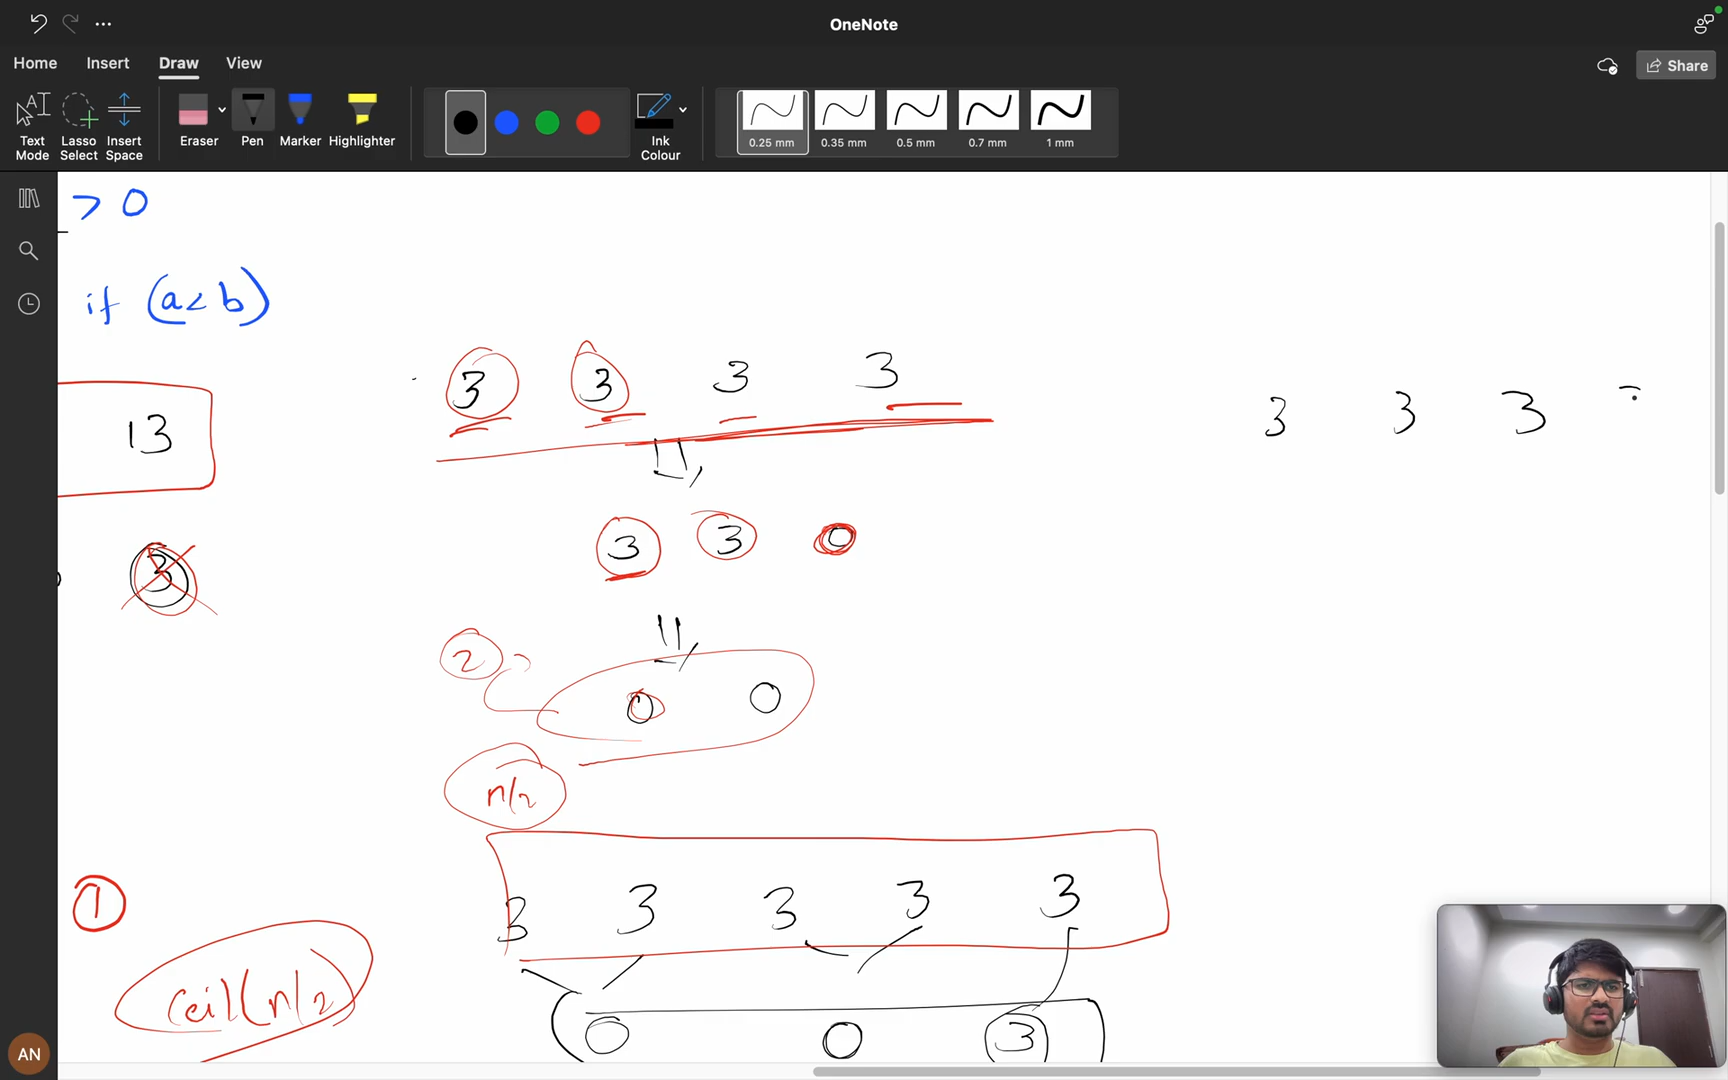 OneNote
Home Insert Draw View
Share
Text Mode
Lasso Select
Insert Space
Eraser
Pen
Marker
Highlighter
Ink Colour
0.25 mm
0.35 mm
0.5 mm
0.7 mm
1 mm
> 0
if (a < b)
3 3 3 3
3 3 3
13
3 3 0
3
2
0 0
n/2
3 3 3 3 3
1
ceil(n/2)
0 0 3
AN